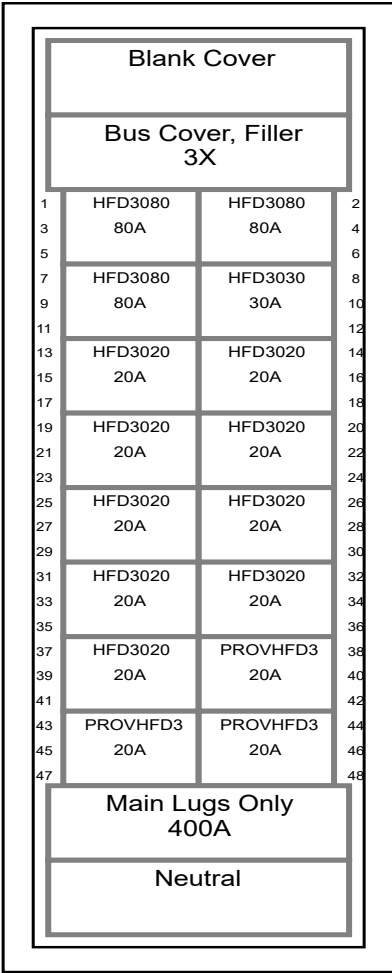 Blank Cover
Bus Cover, Filler
3X
1 HFD3080 HFD3080 2
3 80A 80A 4
5 6
7 HFD3080 HFD3030 8
9 80A 30A 10
11 12
13 HFD3020 HFD3020 14
15 20A 20A 16
17 18
19 HFD3020 HFD3020 20
21 20A 20A 22
23 24
25 HFD3020 HFD3020 26
27 20A 20A 28
29 30
31 HFD3020 HFD3020 32
33 20A 20A 34
35 36
37 HFD3020 PROVHFD3 38
39 20A 20A 40
41 42
43 PROVHFD3 PROVHFD3 44
45 20A 20A 46
47 48
Main Lugs Only
400A
Neutral